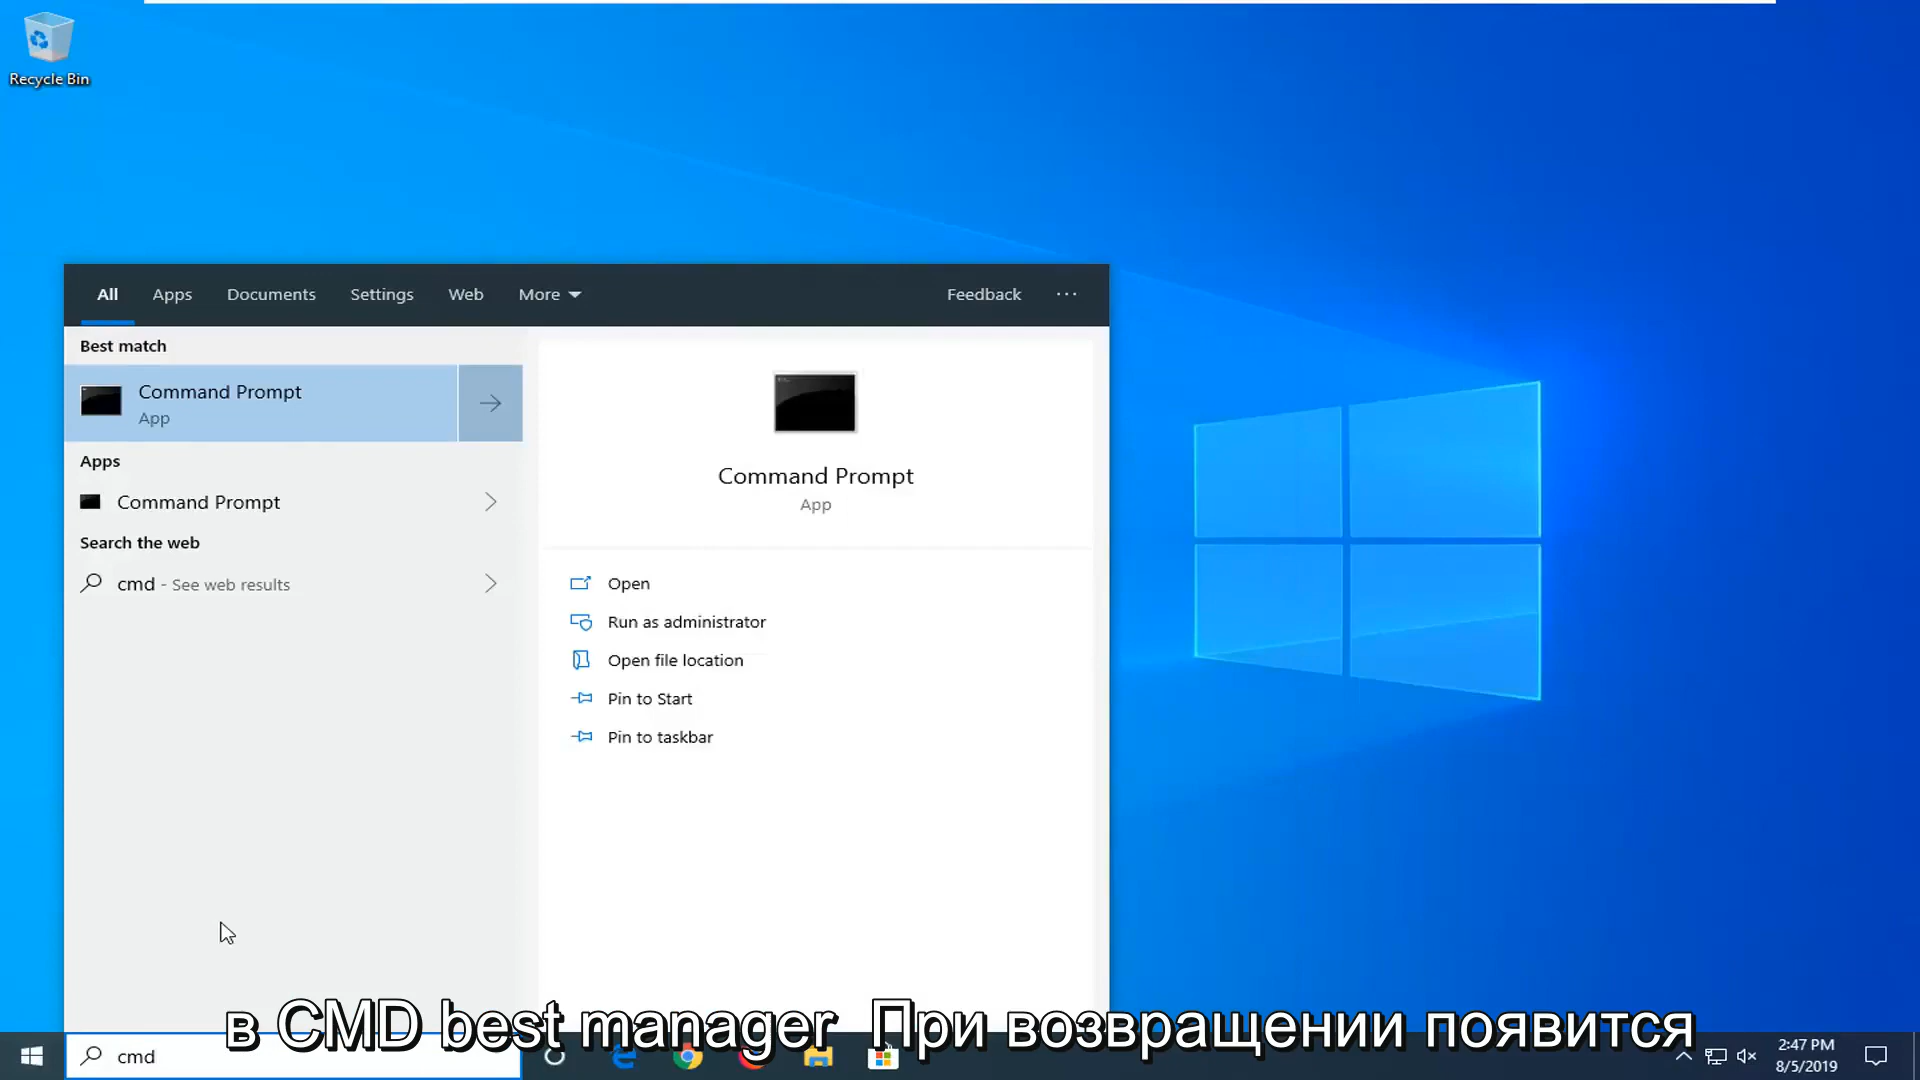 Recycle Bin
All Apps Documents Settings Web More Feedback ...
Best match
Command Prompt
App
Apps
Command Prompt
Search the web
cmd - See web results
Command Prompt
App
Open
Run as administrator
Open file location
Pin to Start
Pin to taskbar
в CMD best manager При возвращении появится
cmd
2:47 PM
8/5/2019